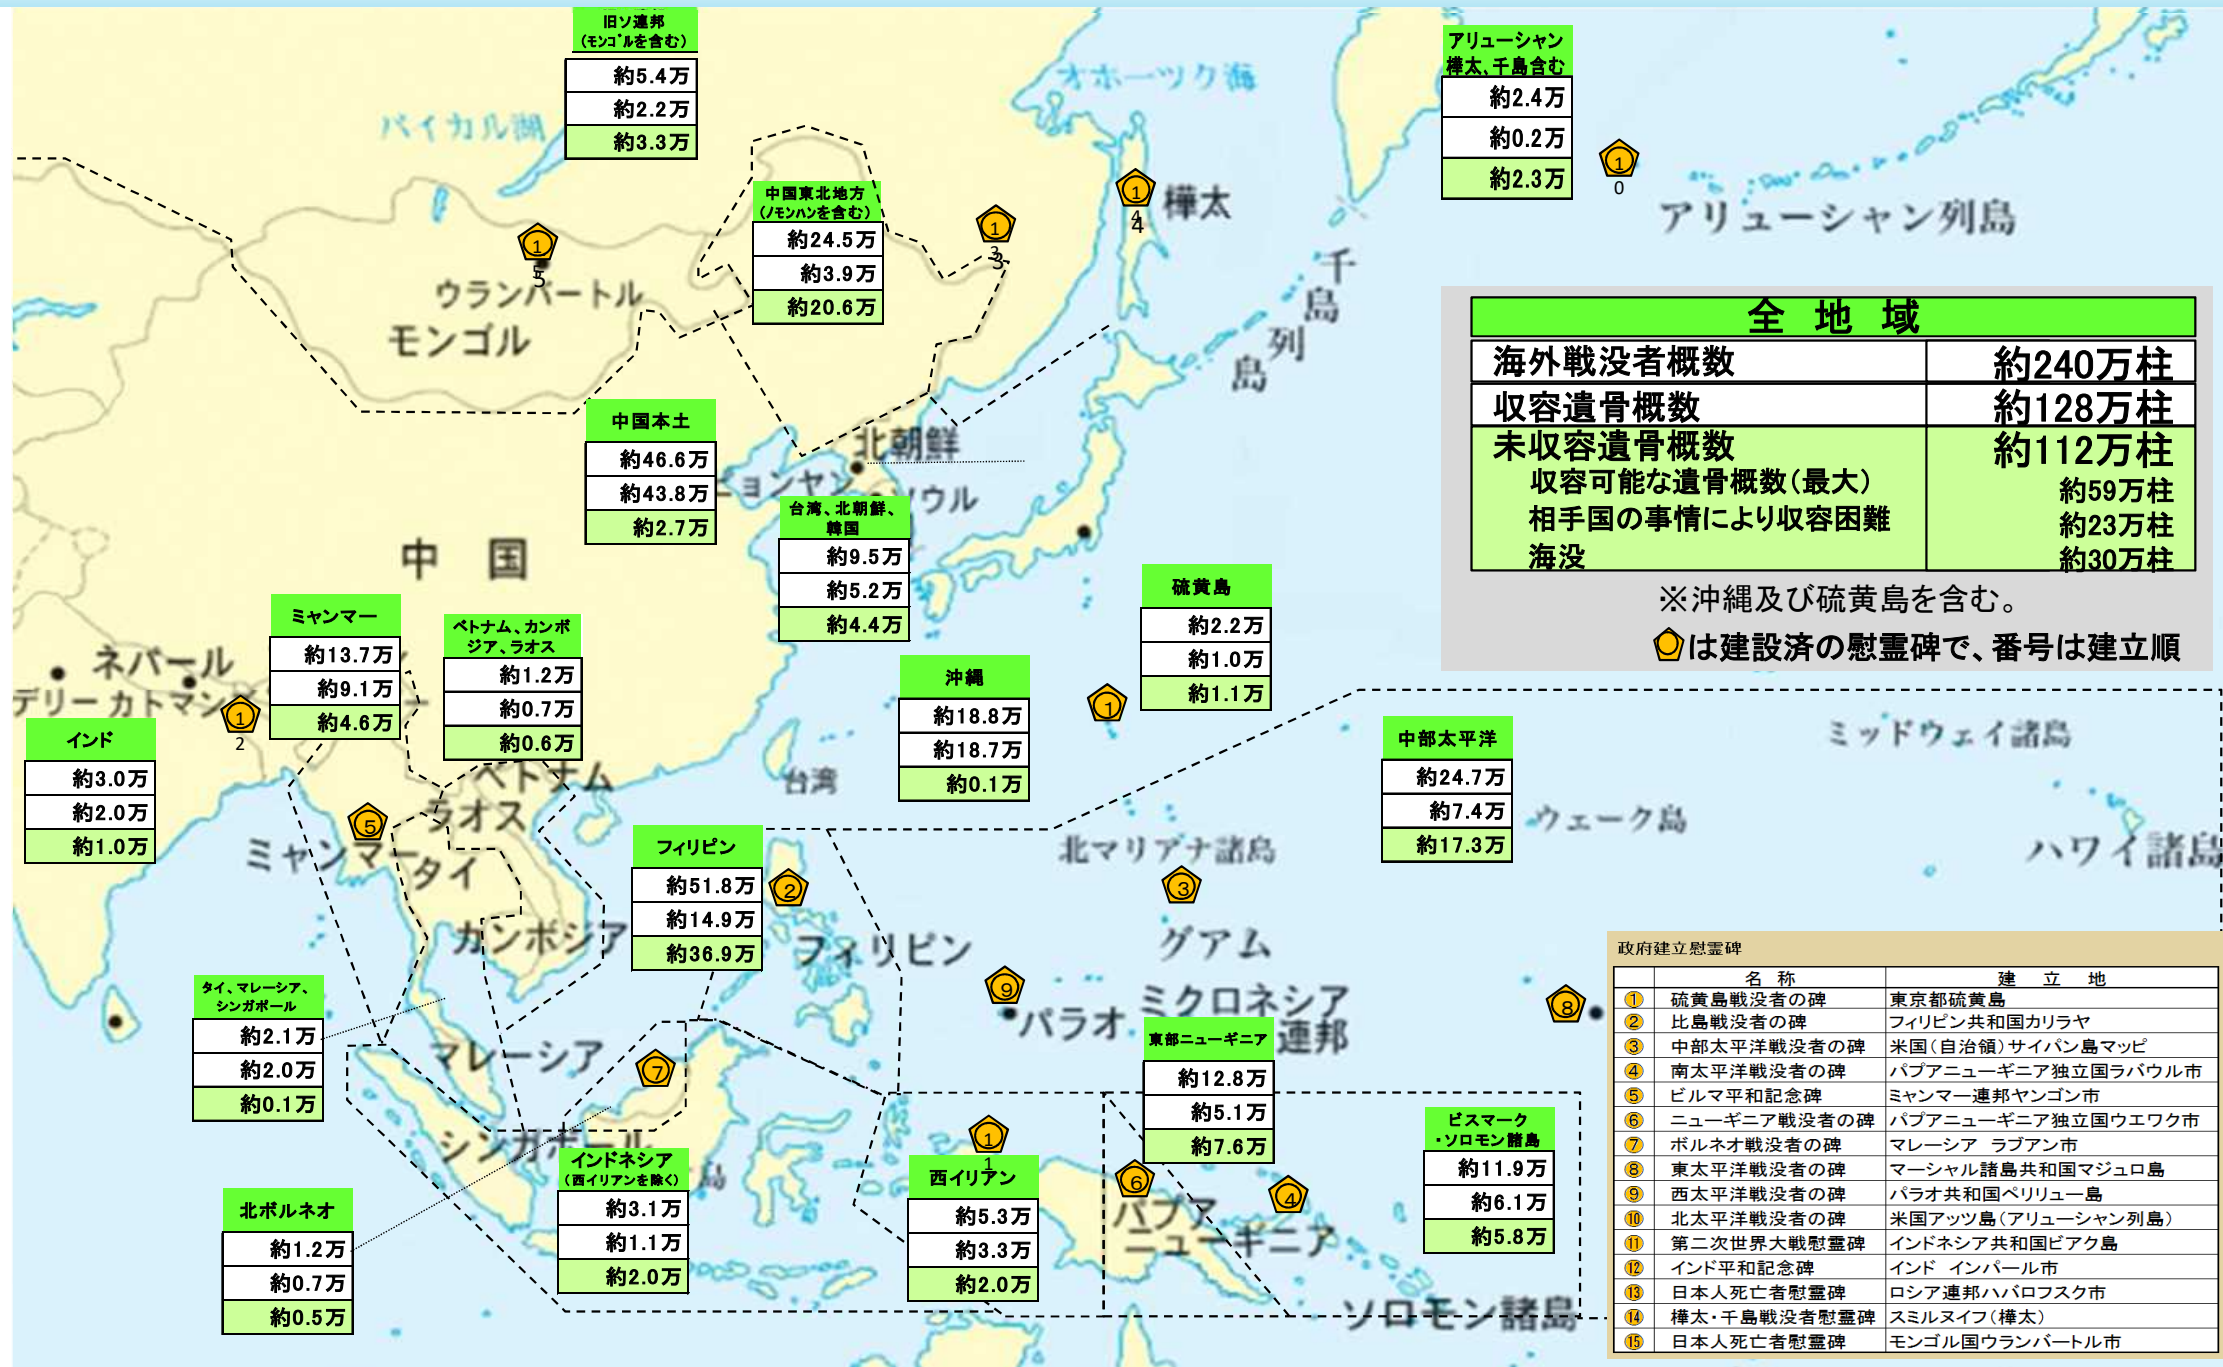 旧ソ連邦
(モンゴルを含む)
約5.4万
約2.2万
約3.3万
アリューシャン
樺太、千島含む
約2.4万
約0.2万
約2.3万
オホーツク海
バイカル湖
中国東北地方
(ノモンハンを含む)
約24.5万
約3.9万
約20.6万
10
14
4
13
3
15
5
樺太
アリューシャン列島
千島列島
ウランバートル
モンゴル
全地域
海外戦没者概数 約240万柱
収容遺骨概数 約128万柱
未収容遺骨概数 約112万柱
収容可能な遺骨概数(最大) 約59万柱
相手国の事情により収容困難 約23万柱
海没 約30万柱
※沖縄及び硫黄島を含む。
は建設済の慰霊碑で、番号は建立順
中国本土
約46.6万
約43.8万
約2.7万
北朝鮮
ョンヤン
ソウル
台湾、北朝鮮、
韓国
約9.5万
約5.2万
約4.4万
中国
硫黄島
約2.2万
約1.0万
約1.1万
1
ミャンマー
約13.7万
約9.1万
約4.6万
ベトナム、カンボ
ジア、ラオス
約1.2万
約0.7万
約0.6万
ネパール
デリー カトマン
12
沖縄
約18.8万
約18.7万
約0.1万
インド
約3.0万
約2.0万
約1.0万
中部太平洋
約24.7万
約7.4万
約17.3万
ミッドウェイ諸島
ウェーク島
ハワイ諸島
台湾
ベトナム
ラオス
5
ミャンマー
タイ
カンボジア
フィリピン
約51.8万
約14.9万
約36.9万
2
フィリピン
北マリアナ諸島
3
グアム
9
パラオ
ミクロネシア
連邦
8
タイ、マレーシア、
シンガポール
約2.1万
約2.0万
約0.1万
マレーシア
7
シンガポール
島
東部ニューギニア
約12.8万
約5.1万
約7.6万
ビスマーク
・ソロモン諸島
約11.9万
約6.1万
約5.8万
インドネシア
(西イリアンを除く)
約3.1万
約1.1万
約2.0万
11
西イリアン
約5.3万
約3.3万
約2.0万
6
4
パプア
ニューギニア
ソロモン諸島
北ボルネオ
約1.2万
約0.7万
約0.5万
政府建立慰霊碑
名称 建立地
① 硫黄島戦没者の碑 東京都硫黄島
② 比島戦没者の碑 フィリピン共和国カリラヤ
③ 中部太平洋戦没者の碑 米国(自治領)サイパン島マッピ
④ 南太平洋戦没者の碑 パプアニューギニア独立国ラバウル市
⑤ ビルマ平和記念碑 ミャンマー連邦ヤンゴン市
⑥ ニューギニア戦没者の碑 パプアニューギニア独立国ウエワク市
⑦ ボルネオ戦没者の碑 マレーシア ラブアン市
⑧ 東太平洋戦没者の碑 マーシャル諸島共和国マジュロ島
⑨ 西太平洋戦没者の碑 パラオ共和国ペリリュー島
⑩ 北太平洋戦没者の碑 米国アッツ島(アリューシャン列島)
⑪ 第二次世界大戦慰霊碑 インドネシア共和国ビアク島
⑫ インド平和記念碑 インド インパール市
⑬ 日本人死亡者慰霊碑 ロシア連邦ハバロフスク市
⑭ 樺太・千島戦没者慰霊碑 スミルヌイフ(樺太)
⑮ 日本人死亡者慰霊碑 モンゴル国ウランバートル市